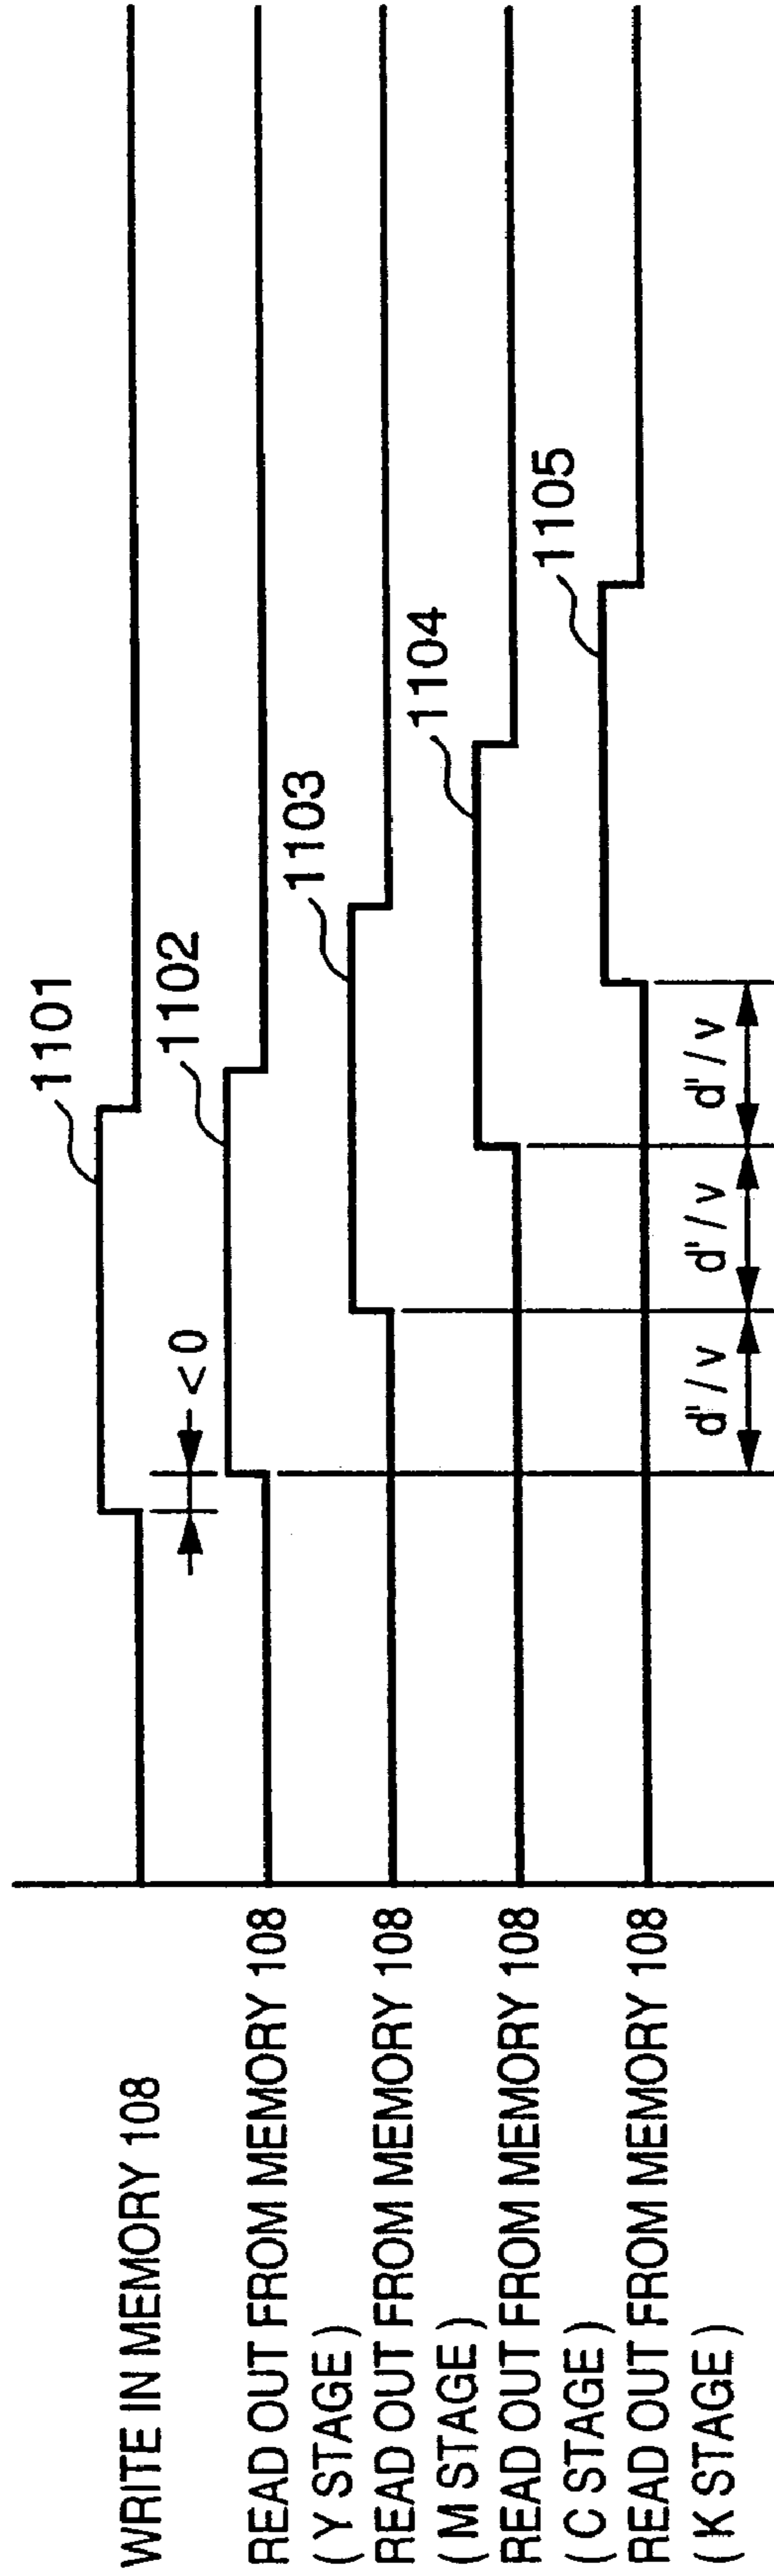 WRITE IN MEMORY 108
READ OUT FROM MEMORY 108
( Y STAGE )
READ OUT FROM MEMORY 108
( M STAGE )
READ OUT FROM MEMORY 108
( C STAGE )
READ OUT FROM MEMORY 108
( K STAGE )
1101
< 0
1102
1103
1104
1105
d' / v
d' / v
d' / v